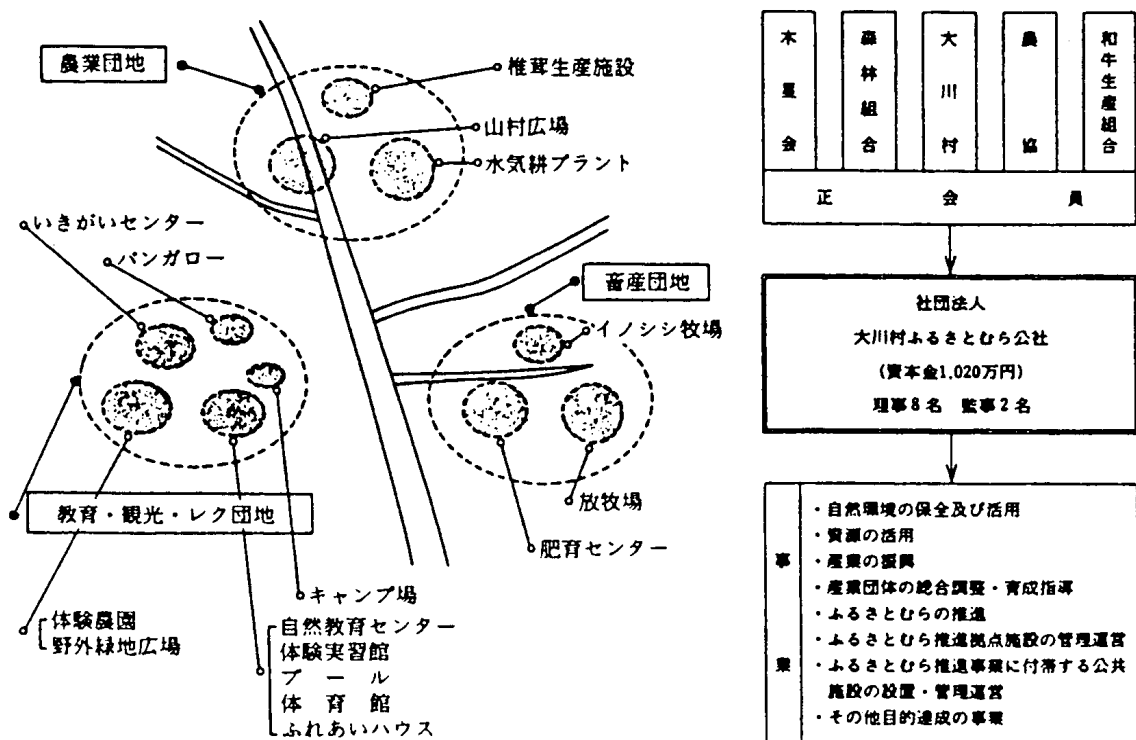 農業団地
椎茸生産施設
山村広場
水気耕プラント
いきがいセンター
バンガロー
畜産団地
イノシシ牧場
放牧場
肥育センター
教育・観光・レク団地
キャンプ場
体験農園
野外緑地広場
自然教育センター
体験実習館
プール
体育館
ふれあいハウス
木星会
森林組合
大川村
農協
和牛生産組合
正会員
社団法人
大川村ふるさとむら公社
(資本金1,020万円)
理事8名 監事2名
事業
・自然環境の保全及び活用
・資源の活用
・産業の振興
・産業団体の総合調整・育成指導
・ふるさとむらの推進
・ふるさとむら推進拠点施設の管理運営
・ふるさとむら推進事業に付帯する公共
施設の設置・管理運営
・その他目的達成の事業